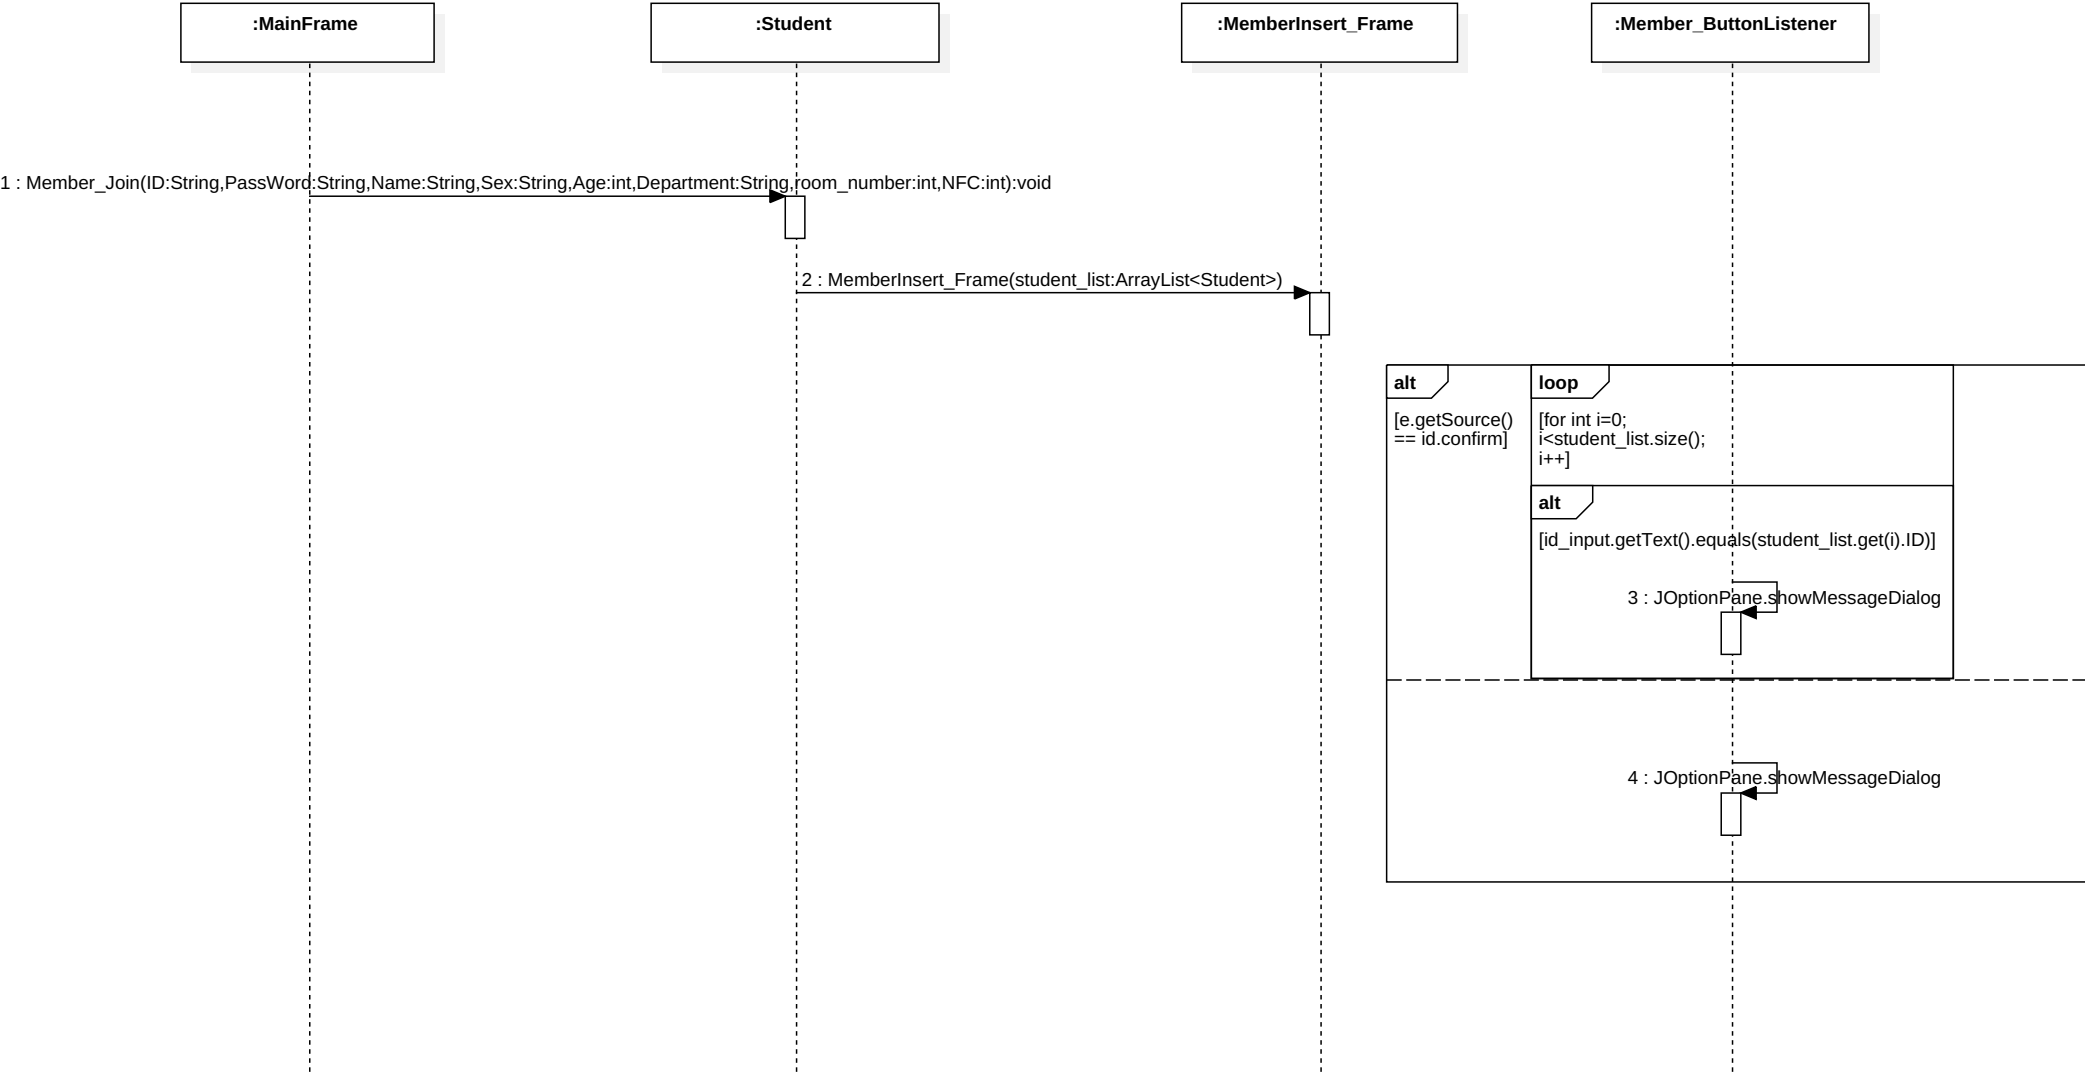 :MainFrame
:Student
:MemberInsert_Frame
:Member_ButtonListener
1 : Member_Join(ID:String,PassWord:String,Name:String,Sex:String,Age:int,Department:String,room_number:int,NFC:int):void
2 : MemberInsert_Frame(student_list:ArrayList<Student>)
alt
[e.getSource()
== id.confirm]
loop
[for int i=0;
i<student_list.size();
i++]
alt
[id_input.getText().equals(student_list.get(i).ID)]
3 : JOptionPane.showMessageDialog
4 : JOptionPane.showMessageDialog